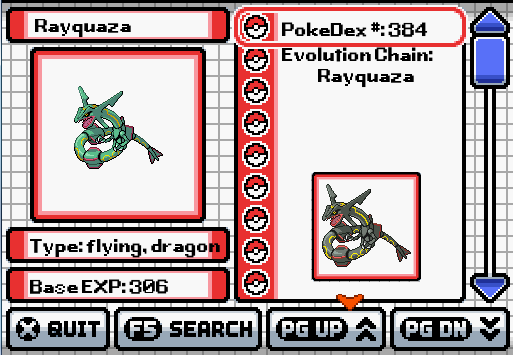 Rayquaza
PokeDex #:384
Evolution Chain:
Rayquaza
Type: flying, dragon
Base EXP: 306
X QUIT
F5 SEARCH
PG UP
PG DN